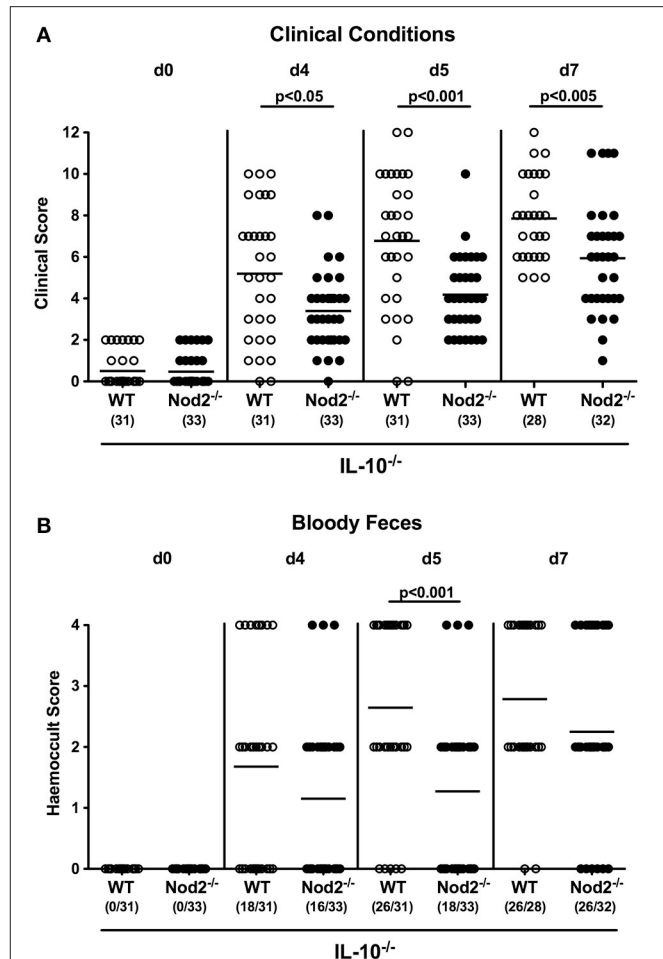 A
Clinical Conditions
d0 d4 d5 d7
p<0.05 p<0.001 p<0.005
Clinical Score
12
10
8
6
4
2
0
WT Nod2-/- WT Nod2-/- WT Nod2-/- WT Nod2-/-
(31) (33) (31) (33) (31) (33) (28) (32)
IL-10-/-
B
Bloody Feces
d0 d4 d5 d7
p<0.001
Haemoccult Score
4
3
2
1
0
WT Nod2-/- WT Nod2-/- WT Nod2-/- WT Nod2-/-
(0/31) (0/33) (18/31) (16/33) (26/31) (18/33) (26/28) (26/32)
IL-10-/-